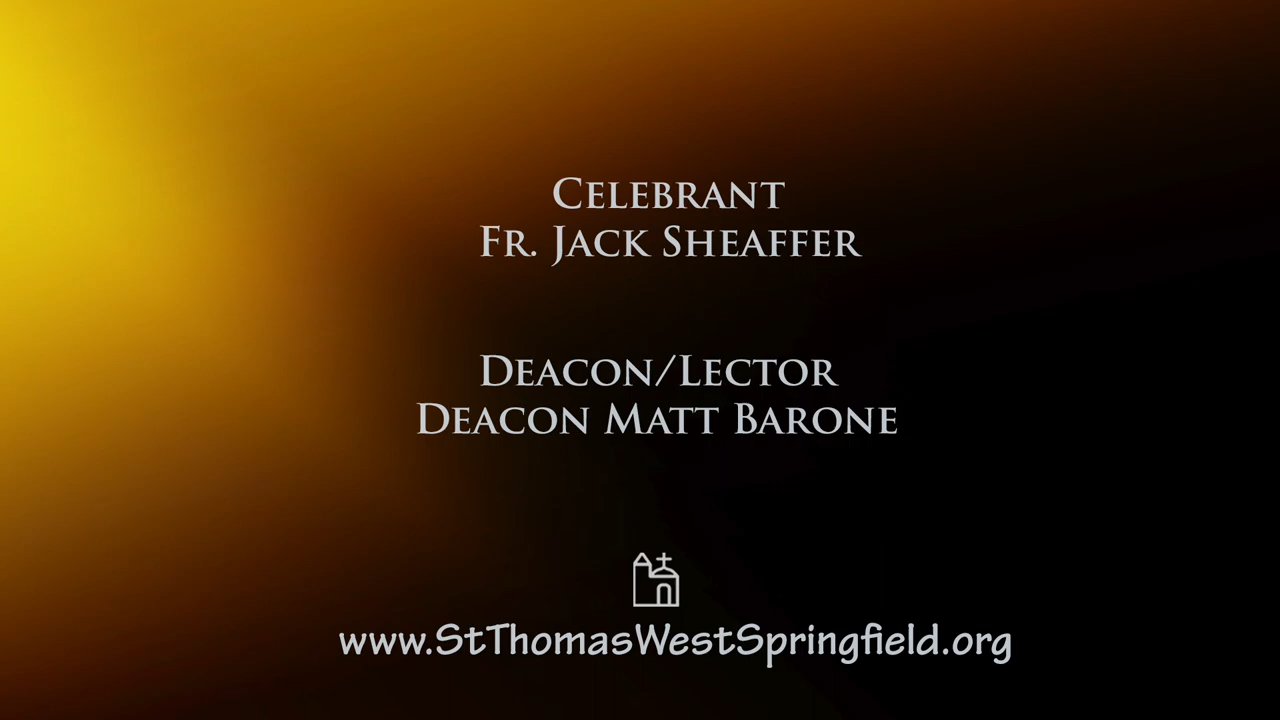 Celebrant
Fr. Jack Sheaffer
Deacon/Lector
Deacon Matt Barone
www.StThomasWestSpringfield.org